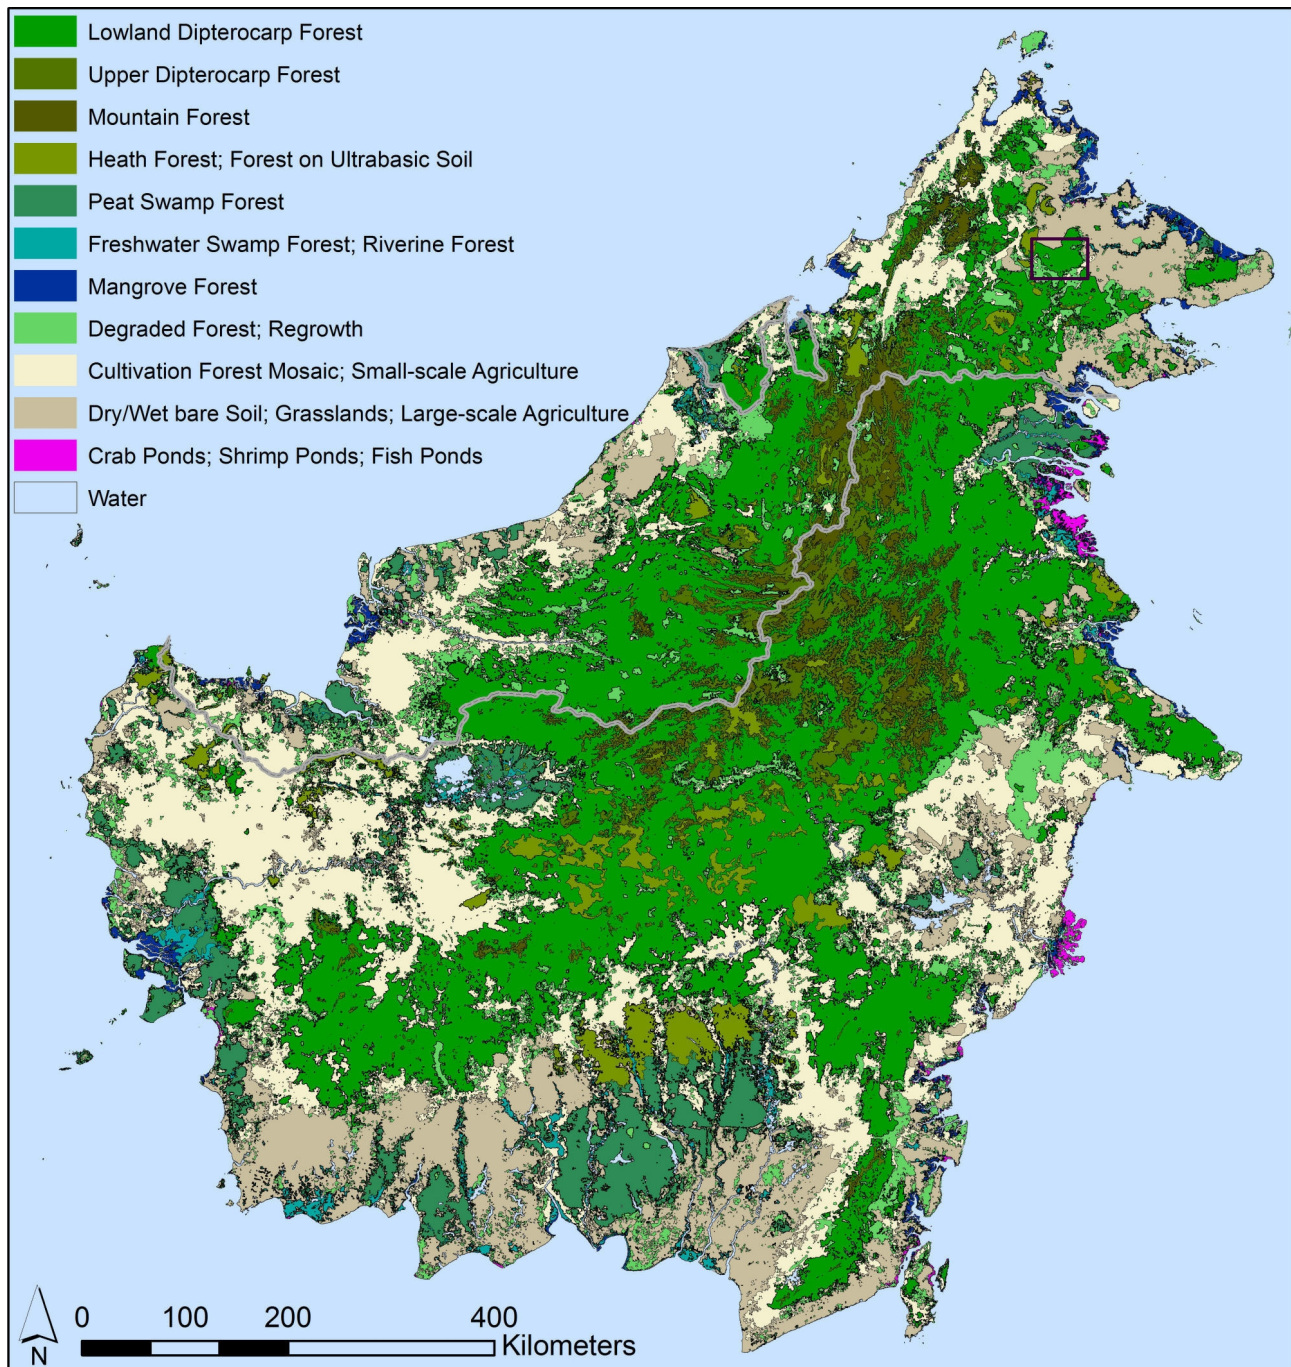 Lowland Dipterocarp Forest
Upper Dipterocarp Forest
Mountain Forest
Heath Forest; Forest on Ultrabasic Soil
Peat Swamp Forest
Freshwater Swamp Forest; Riverine Forest
Mangrove Forest
Degraded Forest; Regrowth
Cultivation Forest Mosaic; Small-scale Agriculture
Dry/Wet bare Soil; Grasslands; Large-scale Agriculture
Crab Ponds; Shrimp Ponds; Fish Ponds
Water
0 100 200 400
Kilometers
N